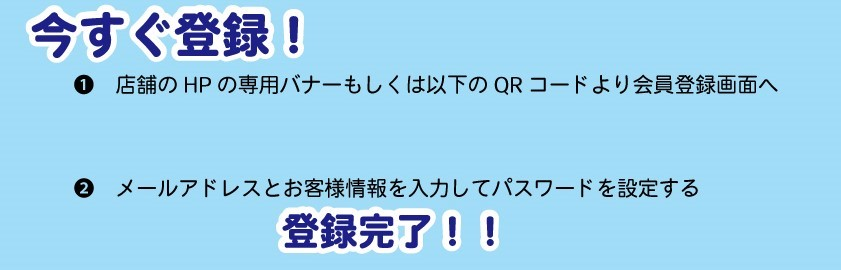 今すぐ登録！
❶ 店舗のHPの専用バナーもしくは以下のQRコードより会員登録画面へ
❷ メールアドレスとお客様情報を入力してパスワードを設定する
登録完了！！